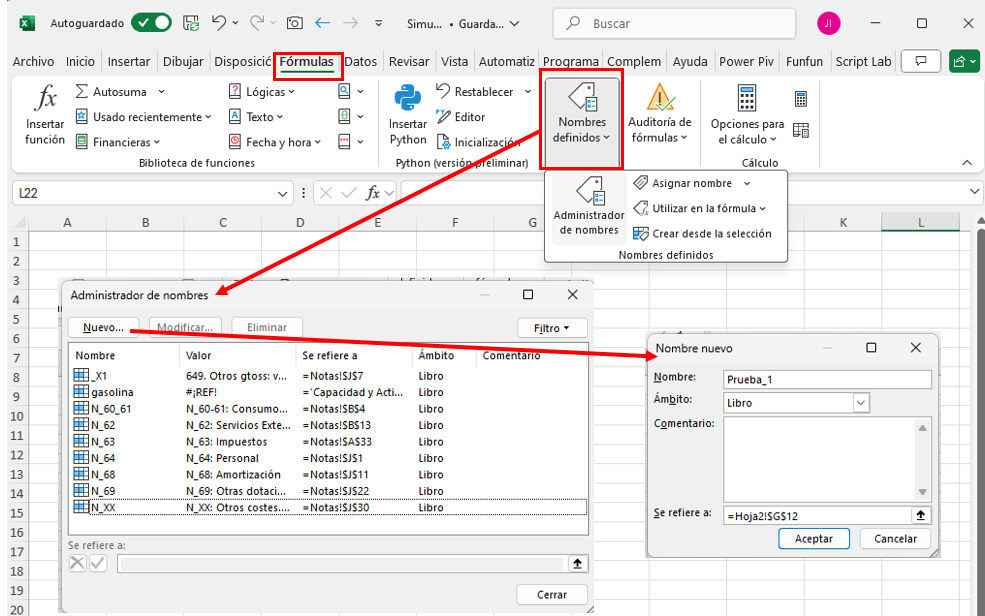 Autoguardado
Simu... • Guarda...
Buscar
JI
Archivo Inicio Insertar Dibujar Disposició Fórmulas Datos Revisar Vista Automatiz Programa Complem Ayuda Power Piv Funfun Script Lab
fx
Insertar función
Autosuma
Usado recientemente
Financieras
Lógicas
Texto
Fecha y hora
Biblioteca de funciones
Insertar Python
Restablecer
Editor
Inicialización
Python (versión preliminar)
Nombres definidos
Auditoría de fórmulas
Opciones para el cálculo
Cálculo
L22
fx
Administrador de nombres
Asignar nombre
Utilizar en la fórmula
Crear desde la selección
Nombres definidos
A B C D E F G K L
1
2
3
4
5
6
7
8
9
10
11
12
13
14
15
16
17
18
19
20
Administrador de nombres
Nuevo... Modificar... Eliminar Filtro
Nombre Valor Se refiere a Ámbito Comentario
_X1 649. Otros gtoss: v... =Notas!$J$7 Libro
gasolina #¡REF! ='Capacidad y Acti... Libro
N_60_61 N_60-61: Consumo... =Notas!$B$4 Libro
N_62 N_62: Servicios Exte... =Notas!$B$13 Libro
N_63 N_63: Impuestos =Notas!$A$33 Libro
N_64 N_64: Personal =Notas!$J$1 Libro
N_68 N_68: Amortización =Notas!$J$11 Libro
N_69 N_69: Otras dotaci... =Notas!$J$22 Libro
N_XX N_XX: Otros costes.... =Notas!$J$30 Libro
Se refiere a:
Cerrar
Nombre nuevo
Nombre: Prueba_1
Ámbito: Libro
Comentario:
Se refiere a: =Hoja2!$G$12
Aceptar Cancelar